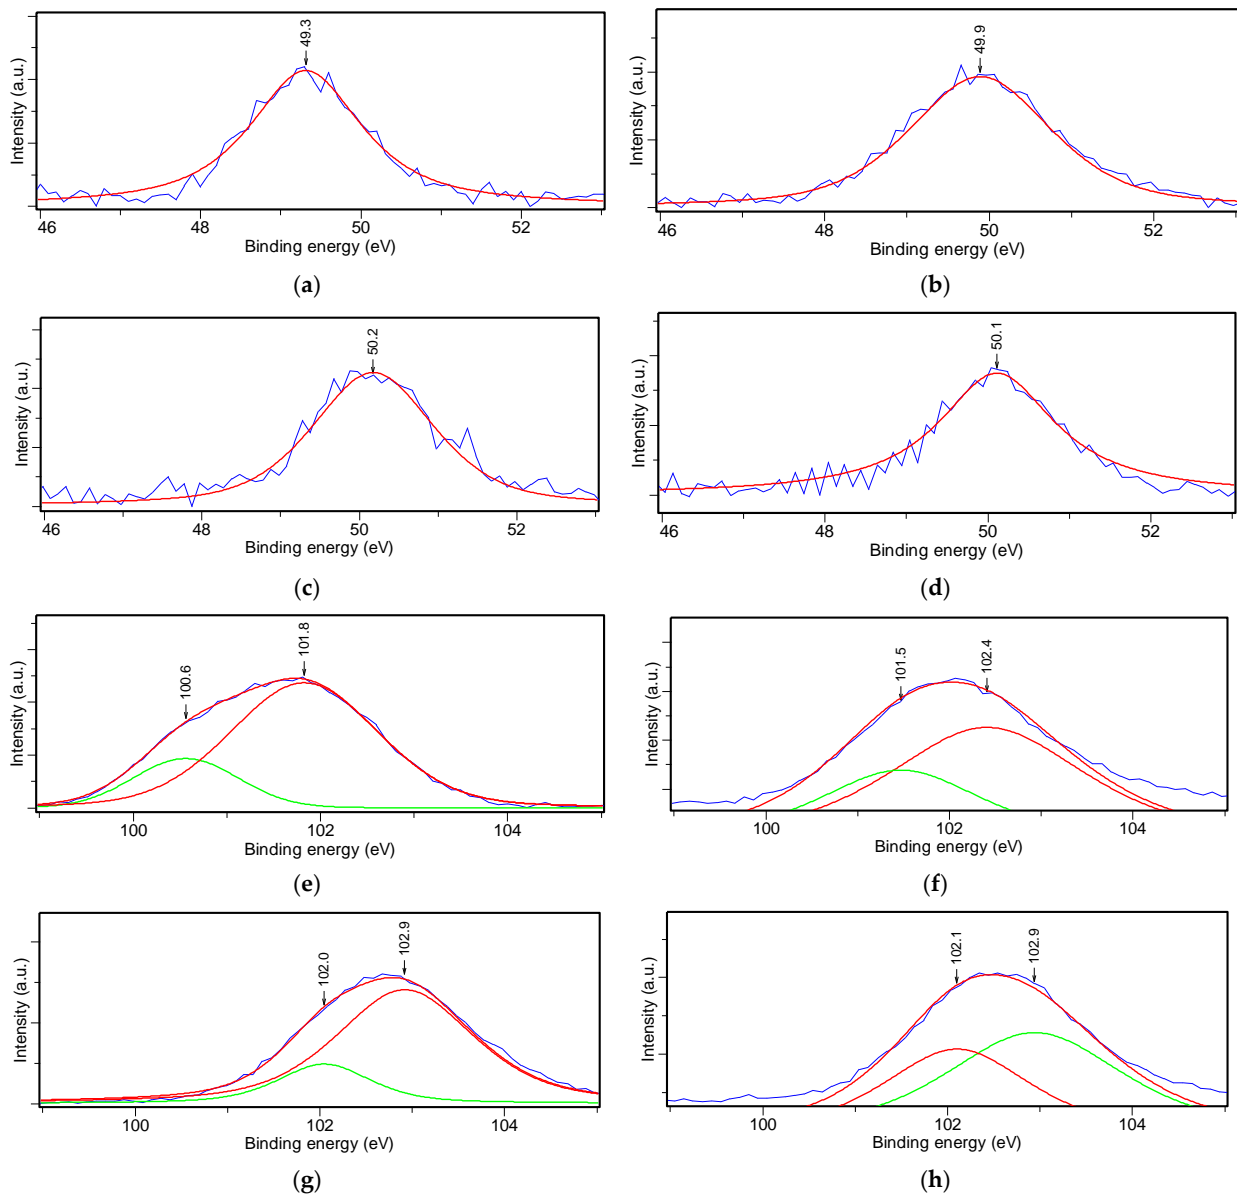 49.3
Intensity (a.u.)
46 48 50 52
Binding energy (eV)
(a)
49.9
Intensity (a.u.)
46 48 50 52
Binding energy (eV)
(b)
50.2
Intensity (a.u.)
46 48 50 52
Binding energy (eV)
(c)
50.1
Intensity (a.u.)
46 48 50 52
Binding energy (eV)
(d)
100.6 101.8
Intensity (a.u.)
100 102 104
Binding energy (eV)
(e)
101.5 102.4
Intensity (a.u.)
100 102 104
Binding energy (eV)
(f)
102.0 102.9
Intensity (a.u.)
100 102 104
Binding energy (eV)
(g)
102.1 102.9
Intensity (a.u.)
100 102 104
Binding energy (eV)
(h)